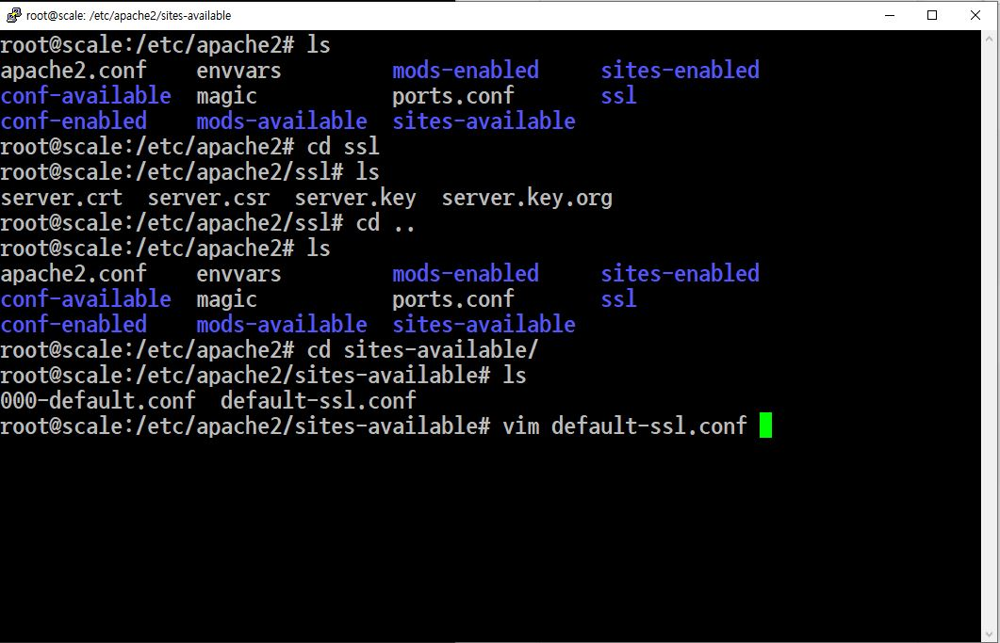 root@scale: /etc/apache2/sites-available
root@scale:/etc/apache2# ls
apache2.conf envvars mods-enabled sites-enabled
conf-available magic ports.conf ssl
conf-enabled mods-available sites-available
root@scale:/etc/apache2# cd ssl
root@scale:/etc/apache2/ssl# ls
server.crt server.csr server.key server.key.org
root@scale:/etc/apache2/ssl# cd ..
root@scale:/etc/apache2# ls
apache2.conf envvars mods-enabled sites-enabled
conf-available magic ports.conf ssl
conf-enabled mods-available sites-available
root@scale:/etc/apache2# cd sites-available/
root@scale:/etc/apache2/sites-available# ls
000-default.conf default-ssl.conf
root@scale:/etc/apache2/sites-available# vim default-ssl.conf